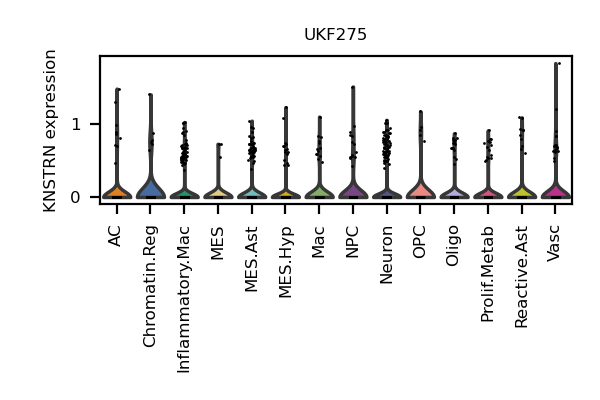 UKF275
KNSTRN expression
1
0
AC
Chromatin.Reg
Inflammatory.Mac
MES
MES.Ast
MES.Hyp
Mac
NPC
Neuron
OPC
Oligo
Prolif.Metab
Reactive.Ast
Vasc